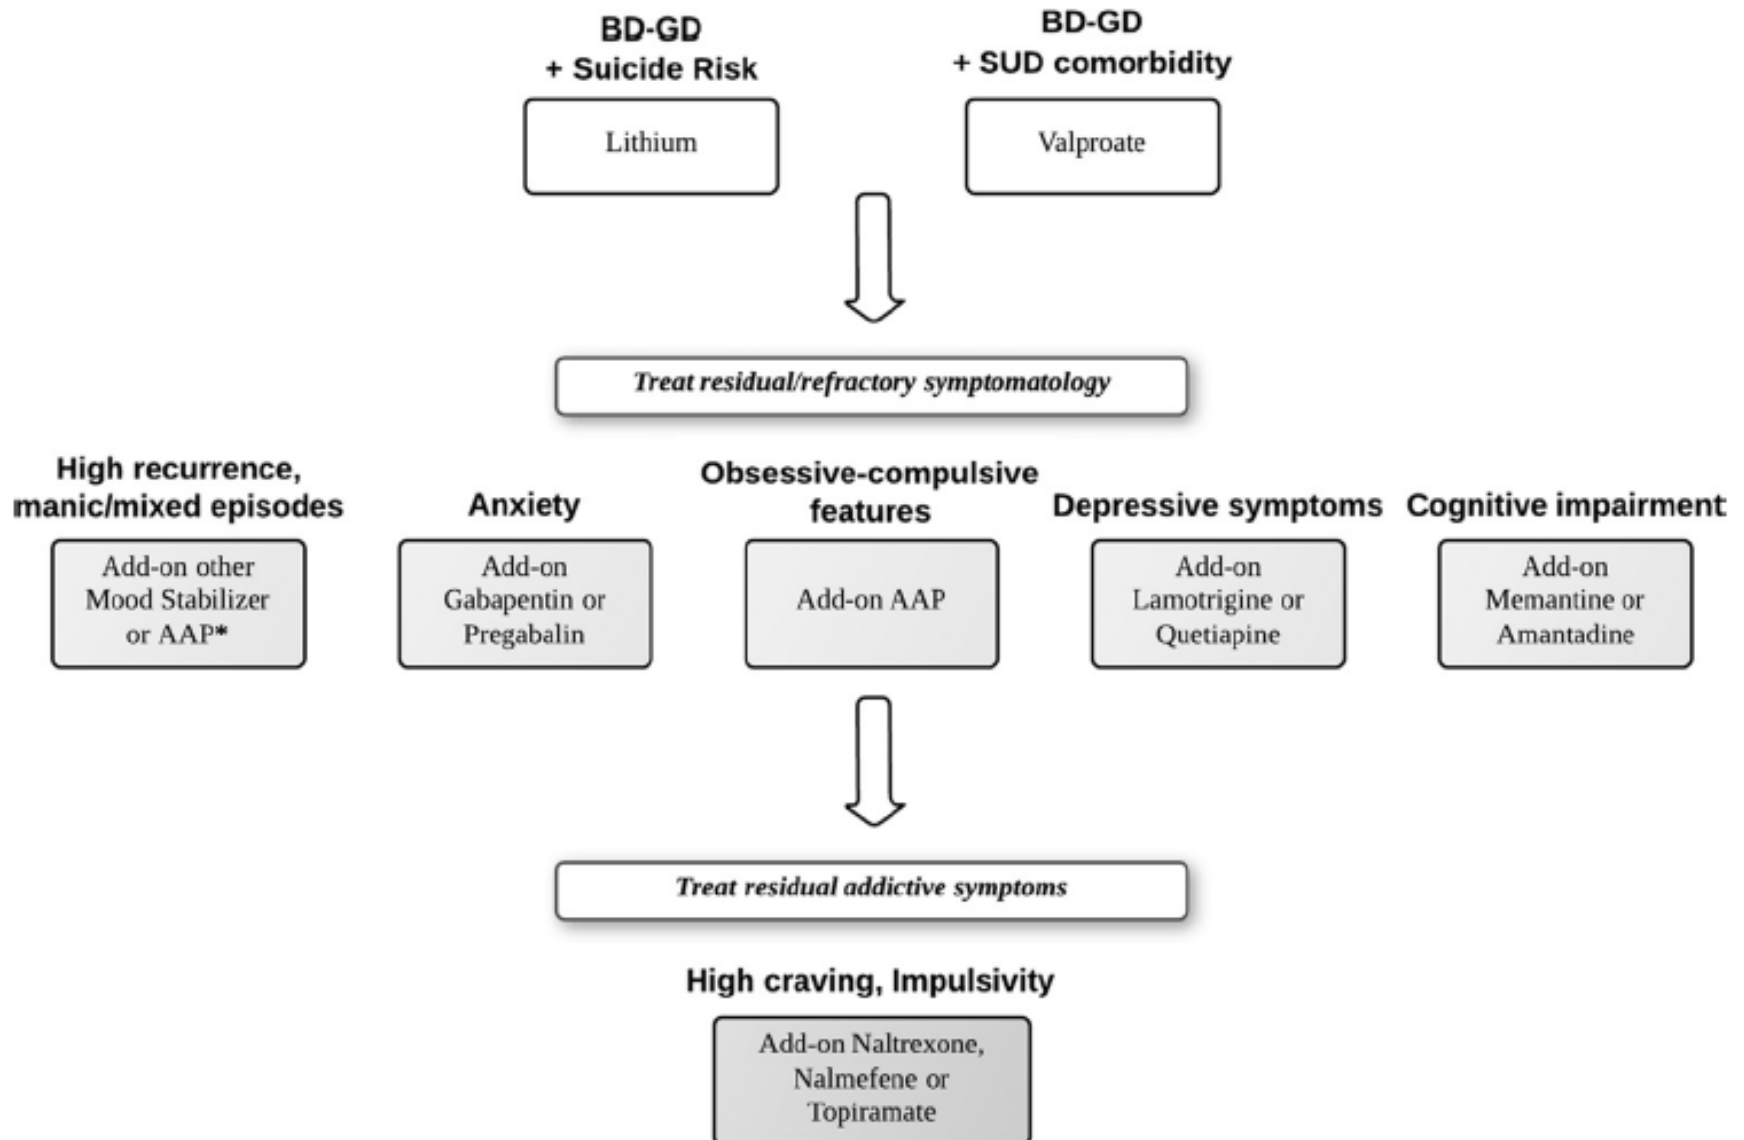 BD-GD
+ Suicide Risk
Lithium
BD-GD
+ SUD comorbidity
Valproate
Treat residual/refractory symptomatology
High recurrence,
manic/mixed episodes
Add-on other
Mood Stabilizer
or AAP*
Anxiety
Add-on
Gabapentin or
Pregabalin
Obsessive-compulsive
features
Add-on AAP
Depressive symptoms
Add-on
Lamotrigine or
Quetiapine
Cognitive impairment
Add-on
Memantine or
Amantadine
Treat residual addictive symptoms
High craving, Impulsivity
Add-on Naltrexone,
Nalmefene or
Topiramate